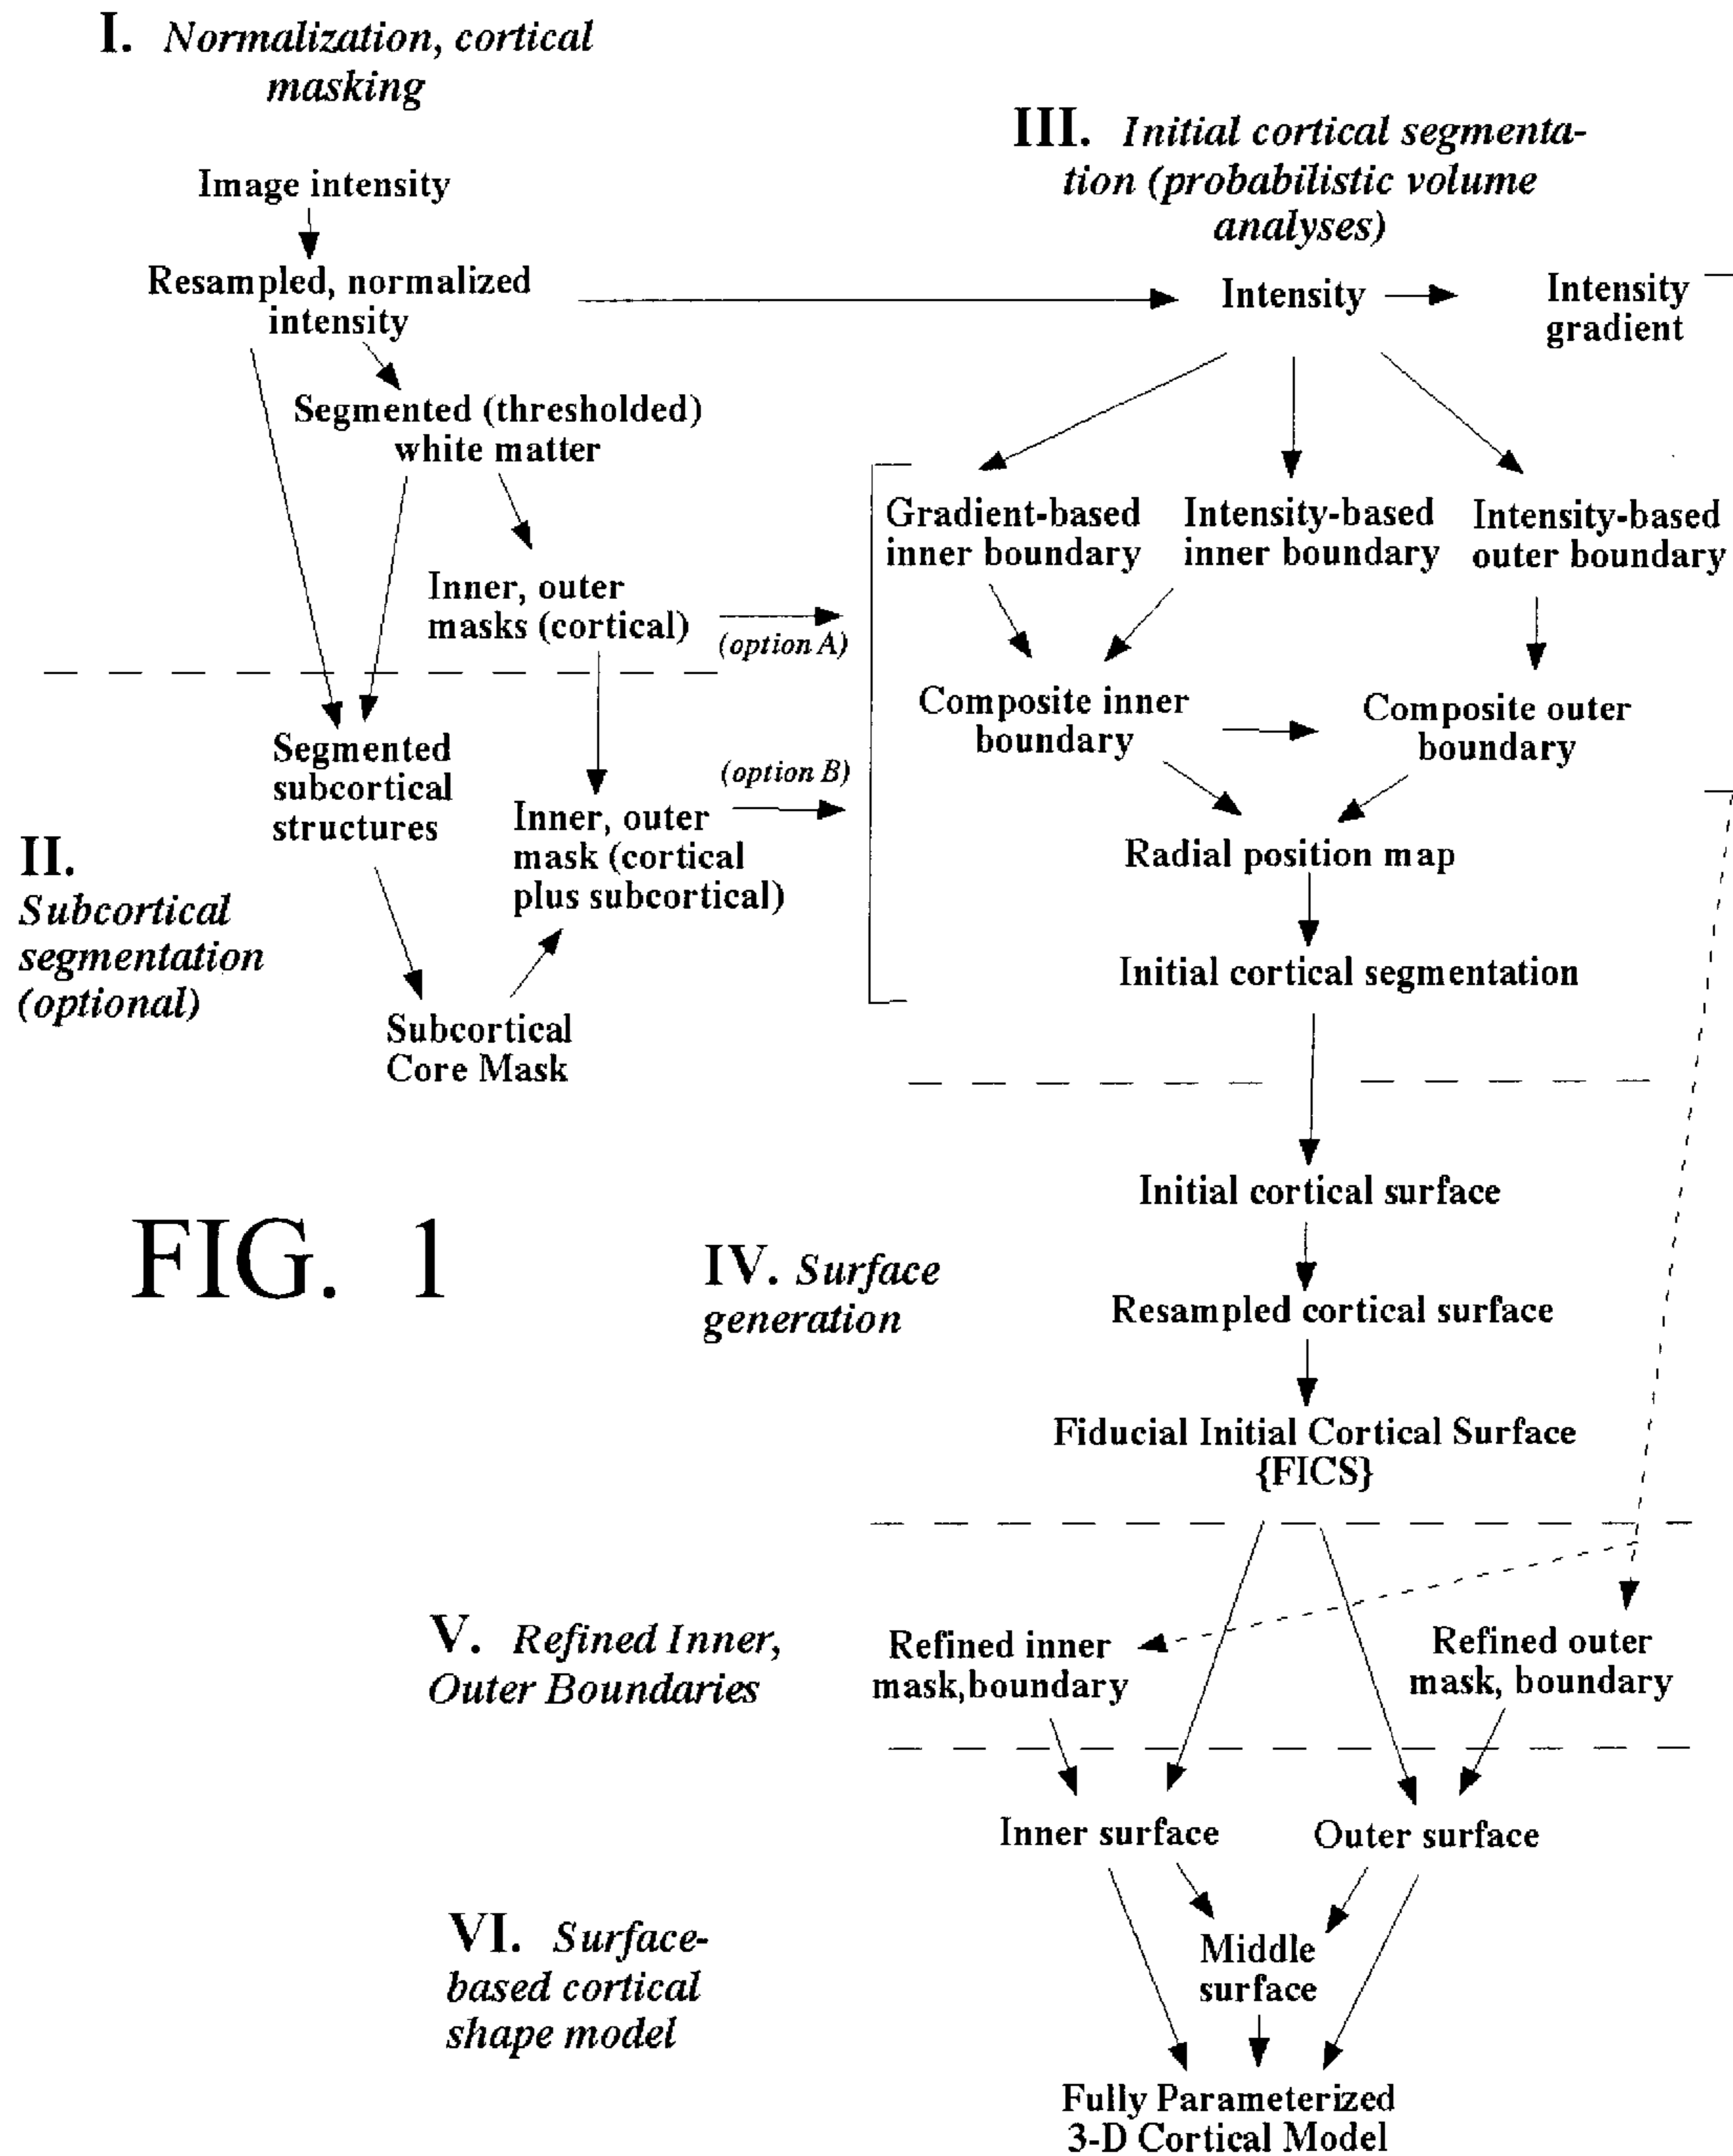 I. Normalization, cortical
masking
Image intensity
Resampled, normalized
intensity
Segmented (thresholded)
white matter
Inner, outer
masks (cortical)
(option A)
II.
Subcortical
segmentation
(optional)
Segmented
subcortical
structures
(option B)
Inner, outer
mask (cortical
plus subcortical)
Subcortical
Core Mask
III. Initial cortical segmenta-
tion (probabilistic volume
analyses)
Intensity
Intensity
gradient
Gradient-based
inner boundary
Intensity-based
inner boundary
Intensity-based
outer boundary
Composite inner
boundary
Composite outer
boundary
Radial position map
Initial cortical segmentation
FIG. 1
IV. Surface
generation
Initial cortical surface
Resampled cortical surface
Fiducial Initial Cortical Surface
{FICS}
V. Refined Inner,
Outer Boundaries
Refined inner
mask,boundary
Refined outer
mask, boundary
VI. Surface-
based cortical
shape model
Inner surface
Outer surface
Middle
surface
Fully Parameterized
3-D Cortical Model